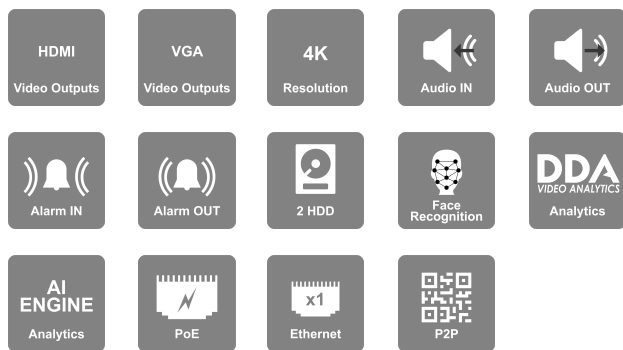 HDMI
Video Outputs
VGA
Video Outputs
4K
Resolution
Audio IN
Audio OUT
Alarm IN
Alarm OUT
2 HDD
Face
Recognition
DDA
VIDEO ANALYTICS
Analytics
AI
ENGINE
Analytics
PoE
x1
Ethernet
P2P